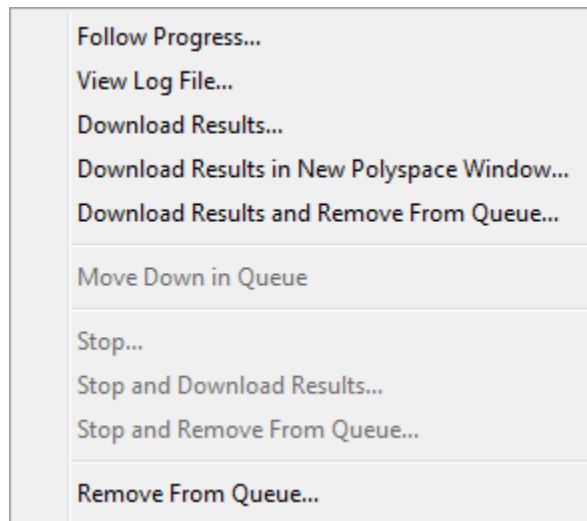 Follow Progress...
View Log File...
Download Results...
Download Results in New Polyspace Window...
Download Results and Remove From Queue...
Move Down in Queue
Stop...
Stop and Download Results...
Stop and Remove From Queue...
Remove From Queue...